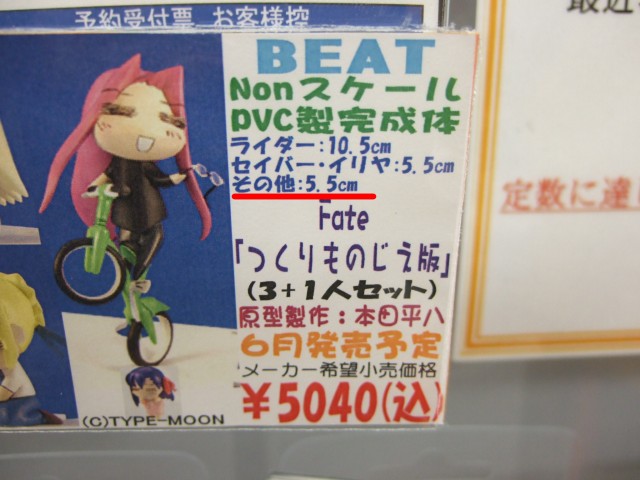 予約受付票 お客様控
最近
BEAT
Nonスケール
PVC製完成体
ライダー:10.5cm
セイバー・イリヤ:5.5cm
その他:5.5cm
Fate
「つくりものじえ版」
(3+1人セット)
原型製作:本田平八
6月発売予定
メーカー希望小売価格
¥5040(込)
(C)TYPE-MOON
定数に達